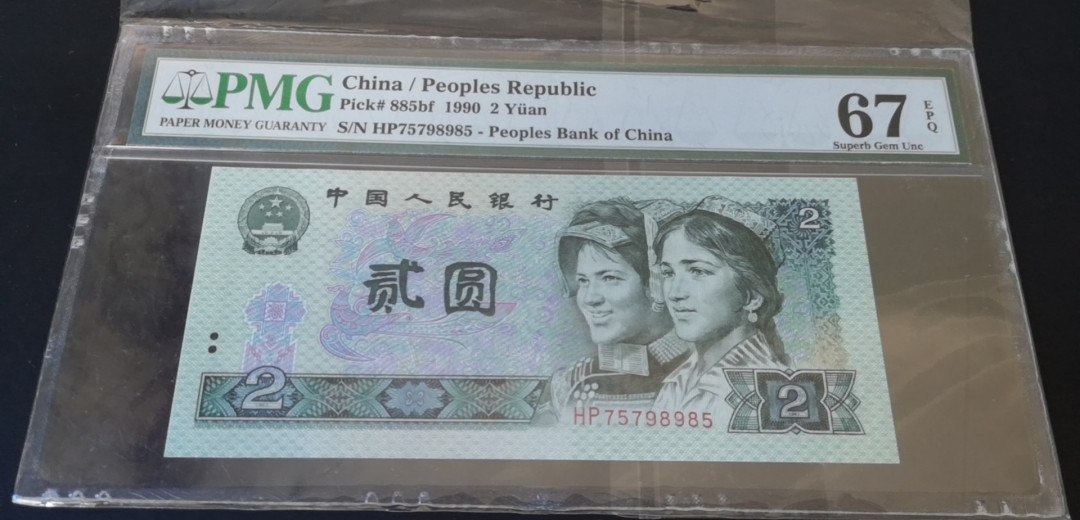 PMG
PAPER MONEY GUARANTY
China / Peoples Republic
Pick# 885bf 1990 2 Yüan
S/N HP75798985 - Peoples Bank of China
67
EPQ
Superb Gem Unc
中国人民银行
2
贰圆
2
HP75798985
2